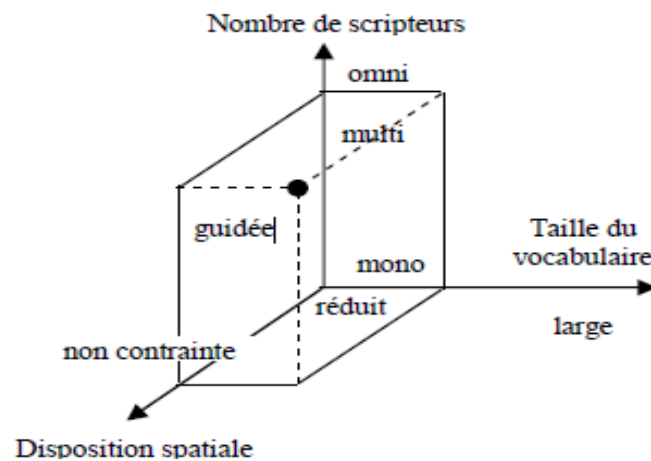 Nombre de scripteurs
omni
multi
guidée
Taille du
vocabulaire
mono
réduit
large
non contrainte
Disposition spatiale